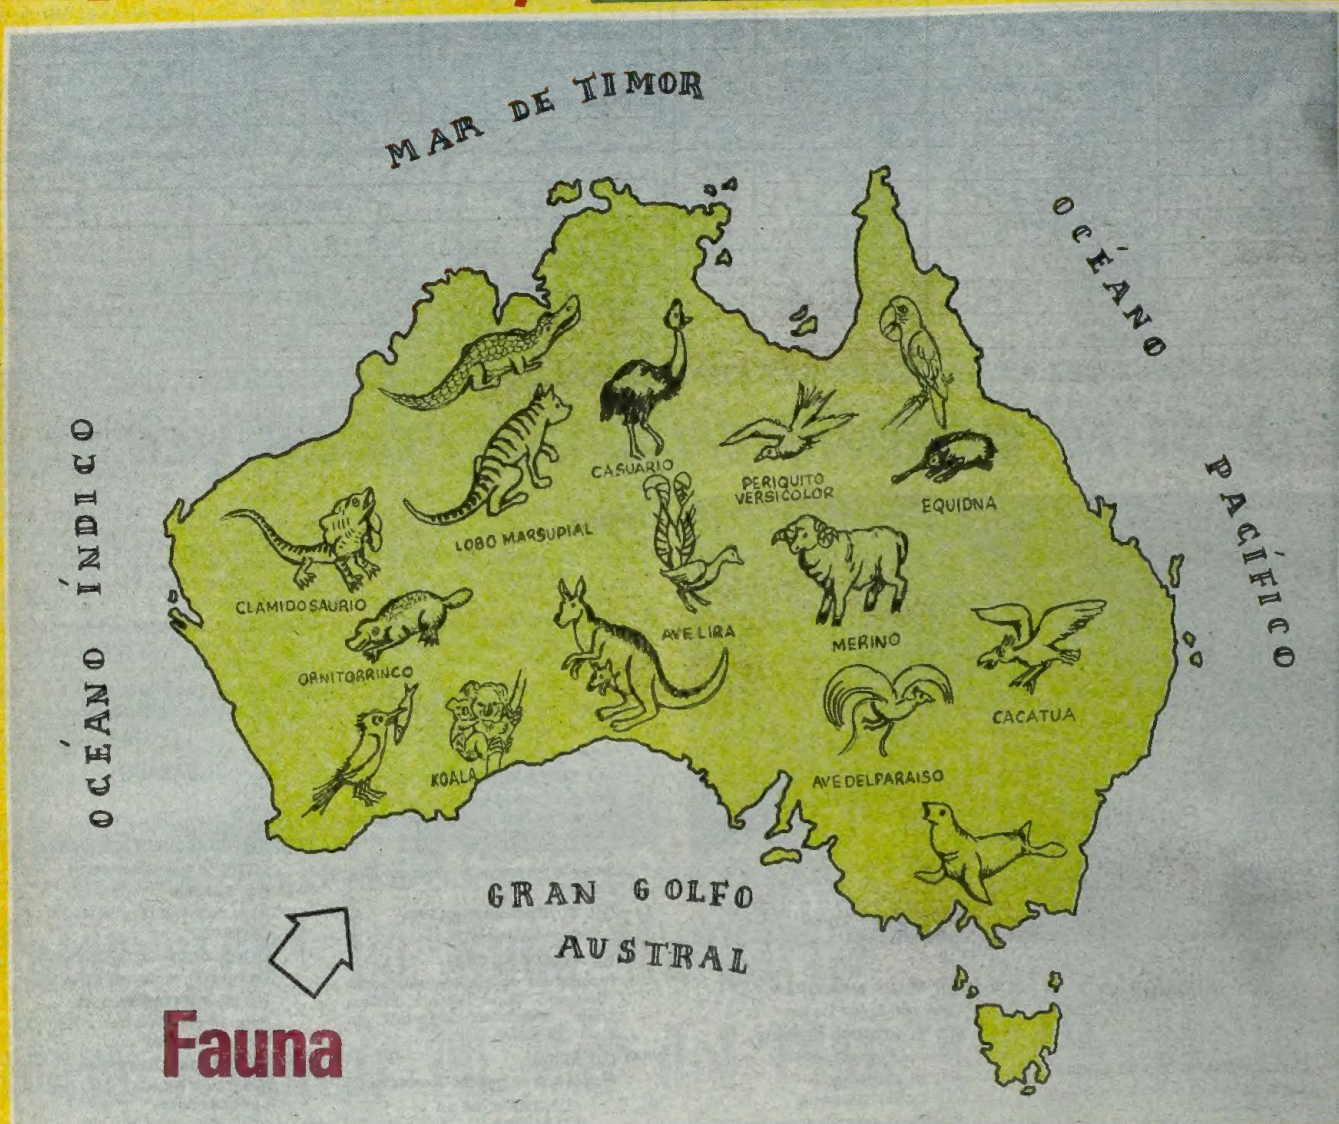 MAR DE TIMOR
OCÉANO
PACÍFICO
OCÉANO ÍNDICO
CASUARIO
PERIQUITO
VERSICOLOR
EQUIDNA
LOBO MARSUPIAL
CLAMIDOSAURIO
AVE LIRA
MERINO
ORNITORRINCO
CACATUA
KOALA
AVE DEL PARAISO
GRAN GOLFO
AUSTRAL
Fauna